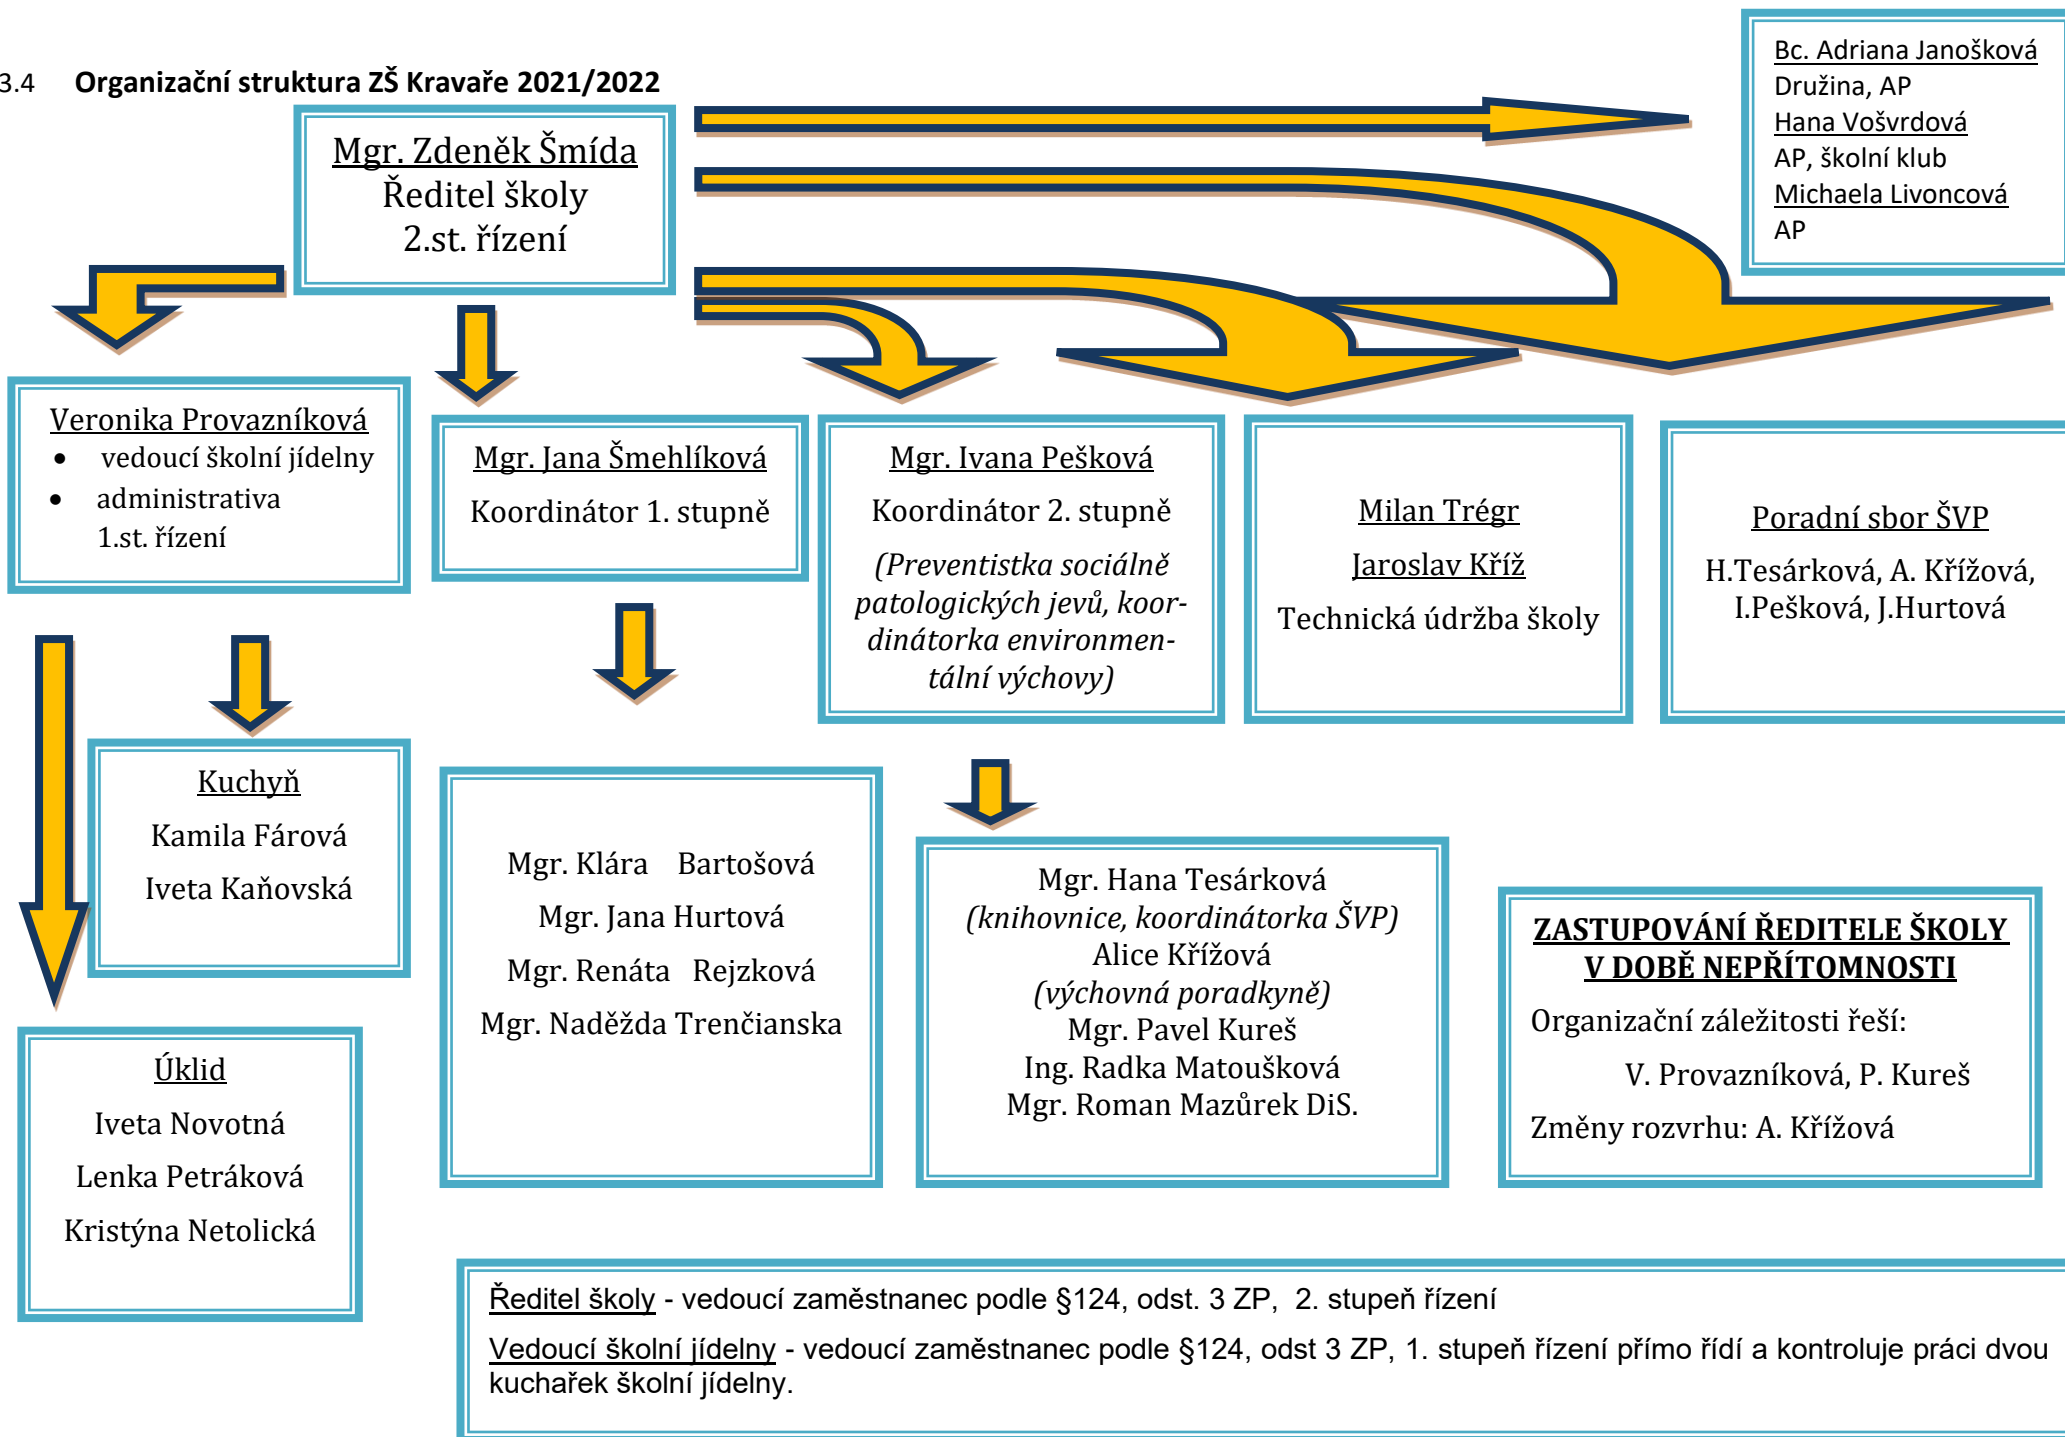 3.4 Organizační struktura ZŠ Kravaře 2021/2022
Bc. Adriana Janošková
Družina, AP
Hana Vošvrdová
AP, školní klub
Michaela Livoncová
AP
Mgr. Zdeněk Šmída
Ředitel školy
2.st. řízení
Veronika Provazníková
• vedoucí školní jídelny
• administrativa
1.st. řízení
Mgr. Jana Šmehlíková
Koordinátor 1. stupně
Mgr. Ivana Pešková
Koordinátor 2. stupně
(Preventistka sociálně
patologických jevů, koor-
dinátorka environmen-
tální výchovy)
Milan Trégr
Jaroslav Kříž
Technická údržba školy
Poradní sbor ŠVP
H.Tesárková, A. Křížová,
I.Pešková, J.Hurtová
Kuchyň
Kamila Fárová
Iveta Kaňovská
Mgr. Klára Bartošová
Mgr. Jana Hurtová
Mgr. Renáta Rejzková
Mgr. Naděžda Trenčianska
Mgr. Hana Tesárková
(knihovnice, koordinátorka ŠVP)
Alice Křížová
(výchovná poradkyně)
Mgr. Pavel Kureš
Ing. Radka Matoušková
Mgr. Roman Mazůrek DiS.
ZASTUPOVÁNÍ ŘEDITELE ŠKOLY
V DOBĚ NEPŘÍTOMNOSTI
Organizační záležitosti řeší:
V. Provazníková, P. Kureš
Změny rozvrhu: A. Křížová
Úklid
Iveta Novotná
Lenka Petráková
Kristýna Netolická
Ředitel školy - vedoucí zaměstnanec podle §124, odst. 3 ZP, 2. stupeň řízení
Vedoucí školní jídelny - vedoucí zaměstnanec podle §124, odst 3 ZP, 1. stupeň řízení přímo řídí a kontroluje práci dvou
kuchařek školní jídelny.